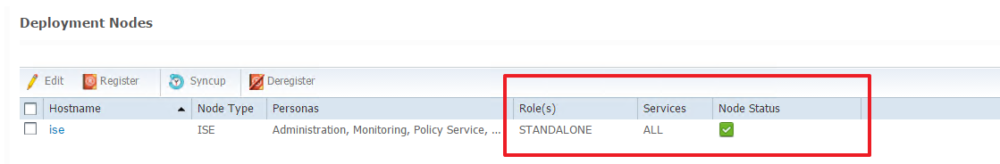 Deployment Nodes
Edit Register Syncup Deregister
Hostname Node Type Personas Role(s) Services Node Status
ise ISE Administration, Monitoring, Policy Service, ... STANDALONE ALL